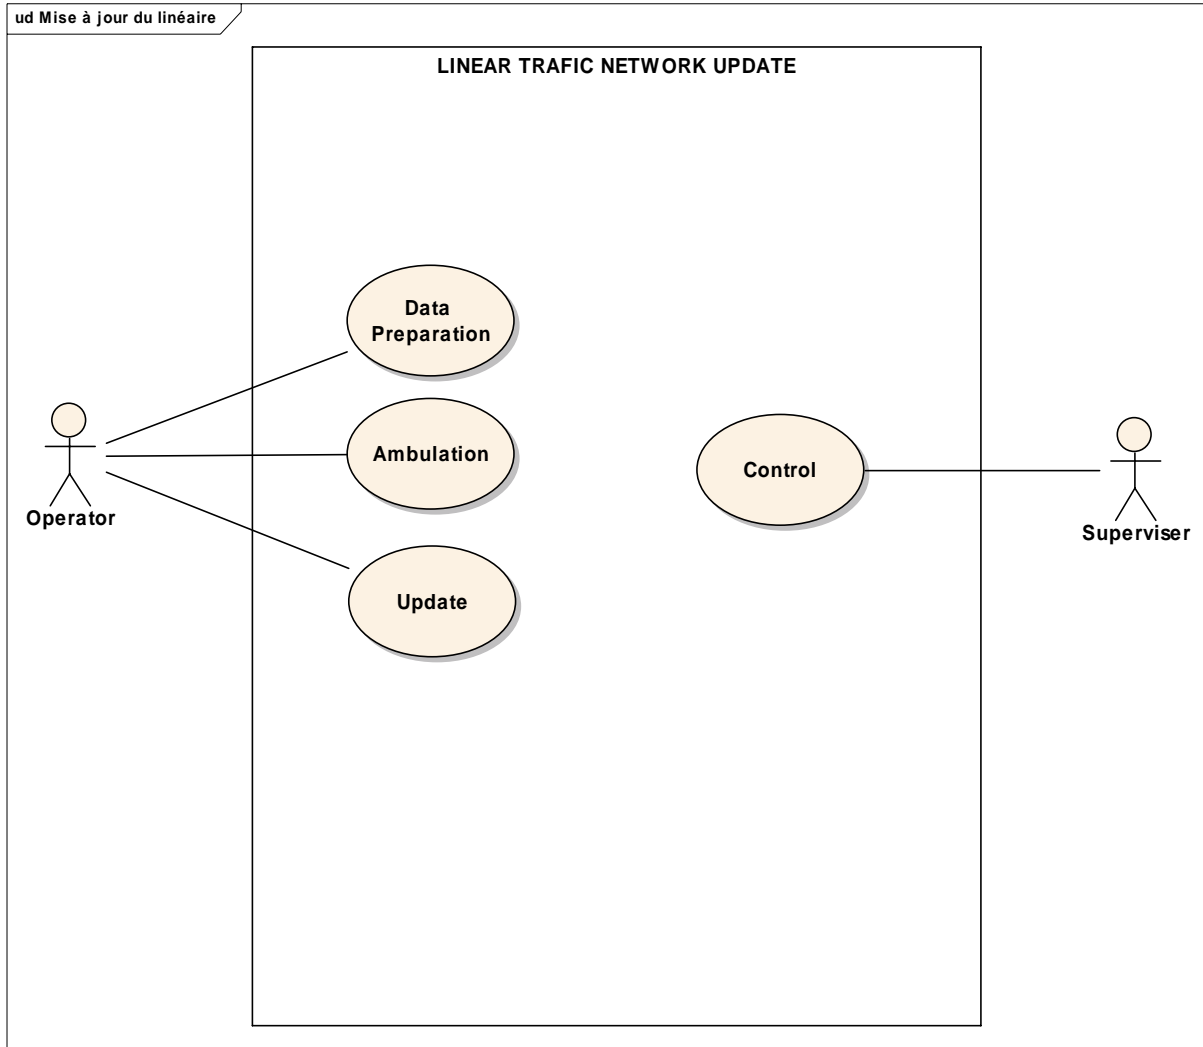 ud Mise à jour du linéaire
LINEAR TRAFIC NETWORK UPDATE
Data
Preparation
Ambulation
Control
Operator
Superviser
Update